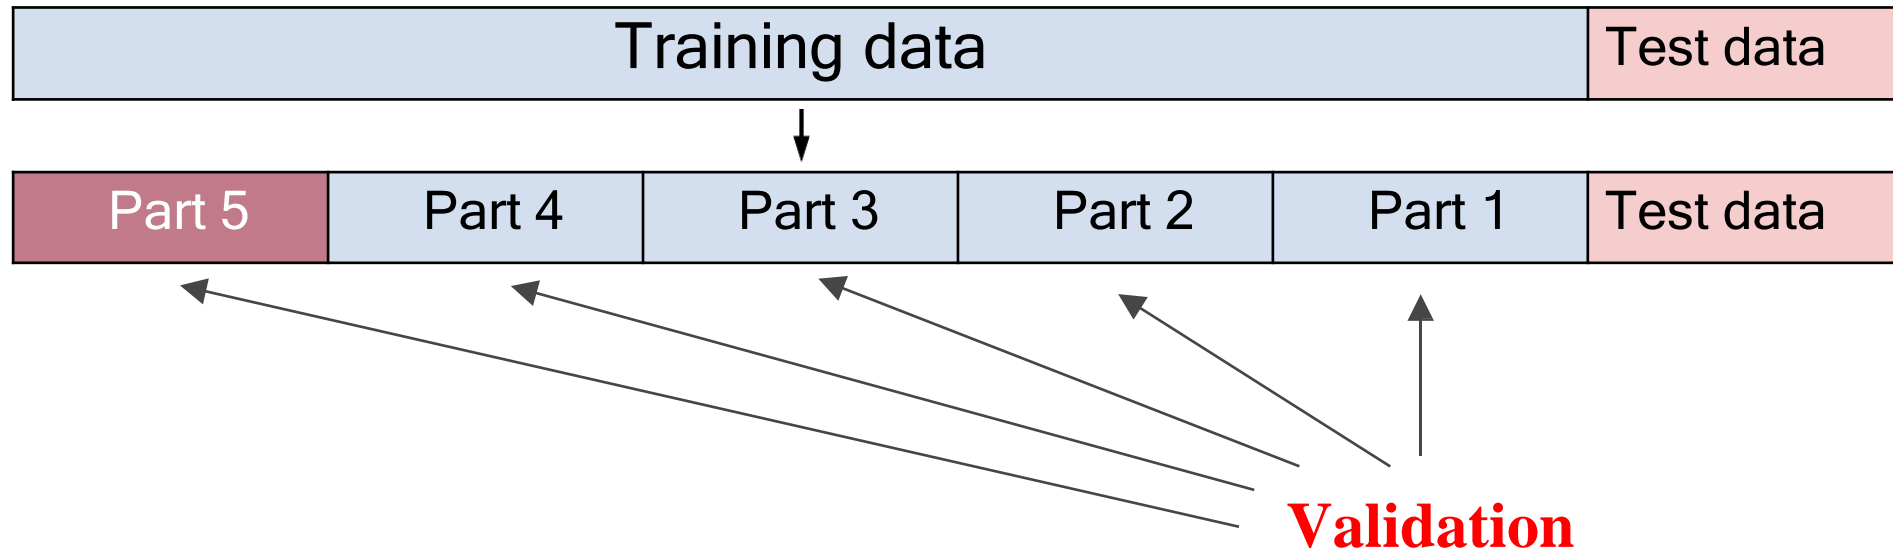 Training data Test data
Part 5 Part 4 Part 3 Part 2 Part 1 Test data
Validation